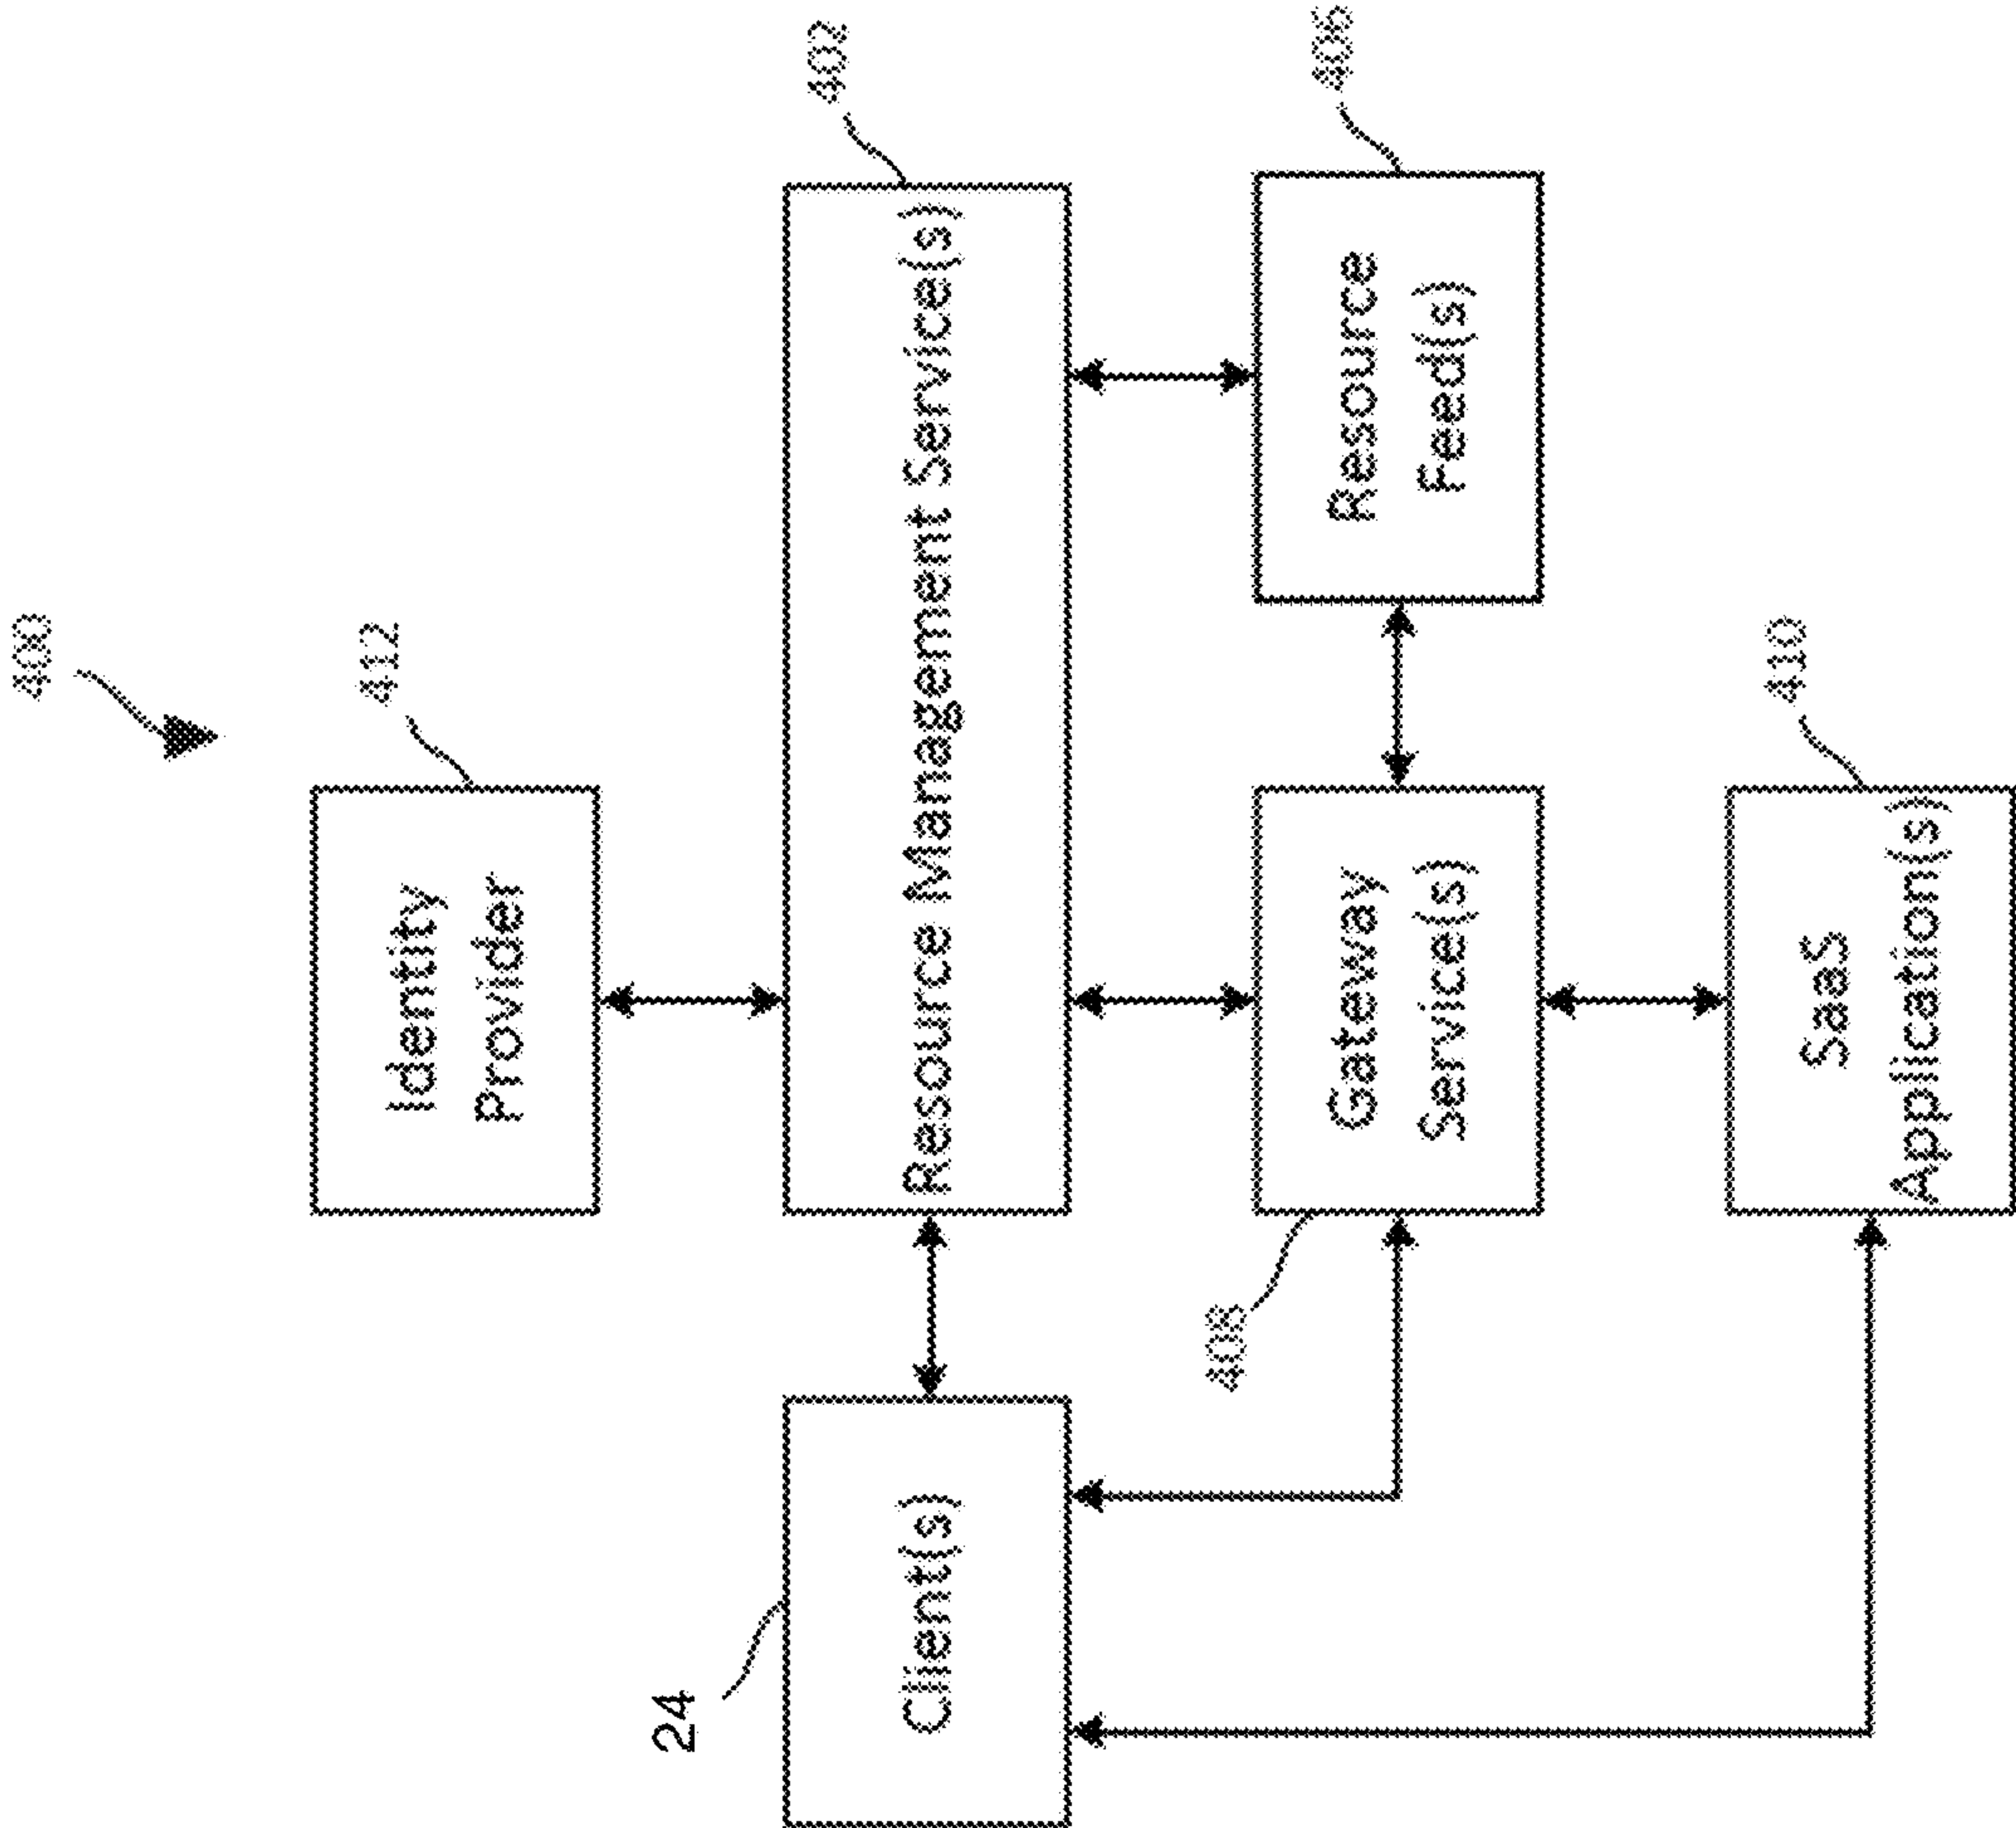 400
412
Identity
Provider
24
402
Client(s)
Resource Management Service(s)
408
406
Gateway
Service(s)
Resource
Feed(s)
410
SaaS
Application(s)